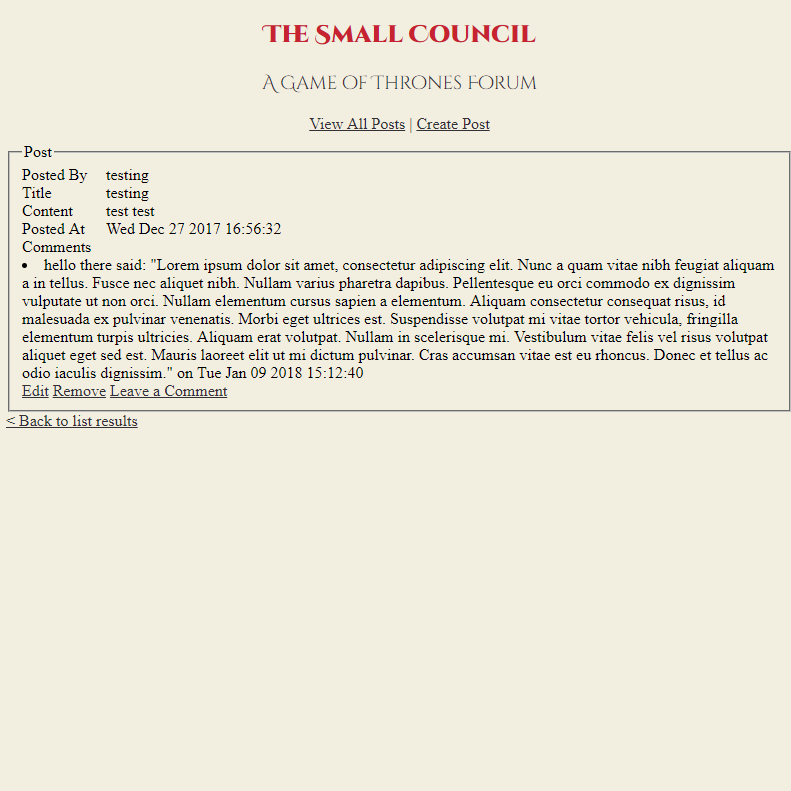 The Small Council
A Game of Thrones Forum
View All Posts | Create Post
Post
Posted By testing
Title testing
Content test test
Posted At Wed Dec 27 2017 16:56:32
Comments
• hello there said: "Lorem ipsum dolor sit amet, consectetur adipiscing elit. Nunc a quam vitae nibh feugiat aliquam
a in tellus. Fusce nec aliquet nibh. Nullam varius pharetra dapibus. Pellentesque eu orci commodo ex dignissim
vulputate ut non orci. Nullam elementum cursus sapien a elementum. Aliquam consectetur consequat risus, id
malesuada ex pulvinar venenatis. Morbi eget ultrices est. Suspendisse volutpat mi vitae tortor vehicula, fringilla
elementum turpis ultricies. Aliquam erat volutpat. Nullam in scelerisque mi. Vestibulum vitae felis vel risus volutpat
aliquet eget sed est. Mauris laoreet elit ut mi dictum pulvinar. Cras accumsan vitae est eu rhoncus. Donec et tellus ac
odio iaculis dignissim." on Tue Jan 09 2018 15:12:40
Edit Remove Leave a Comment
< Back to list results